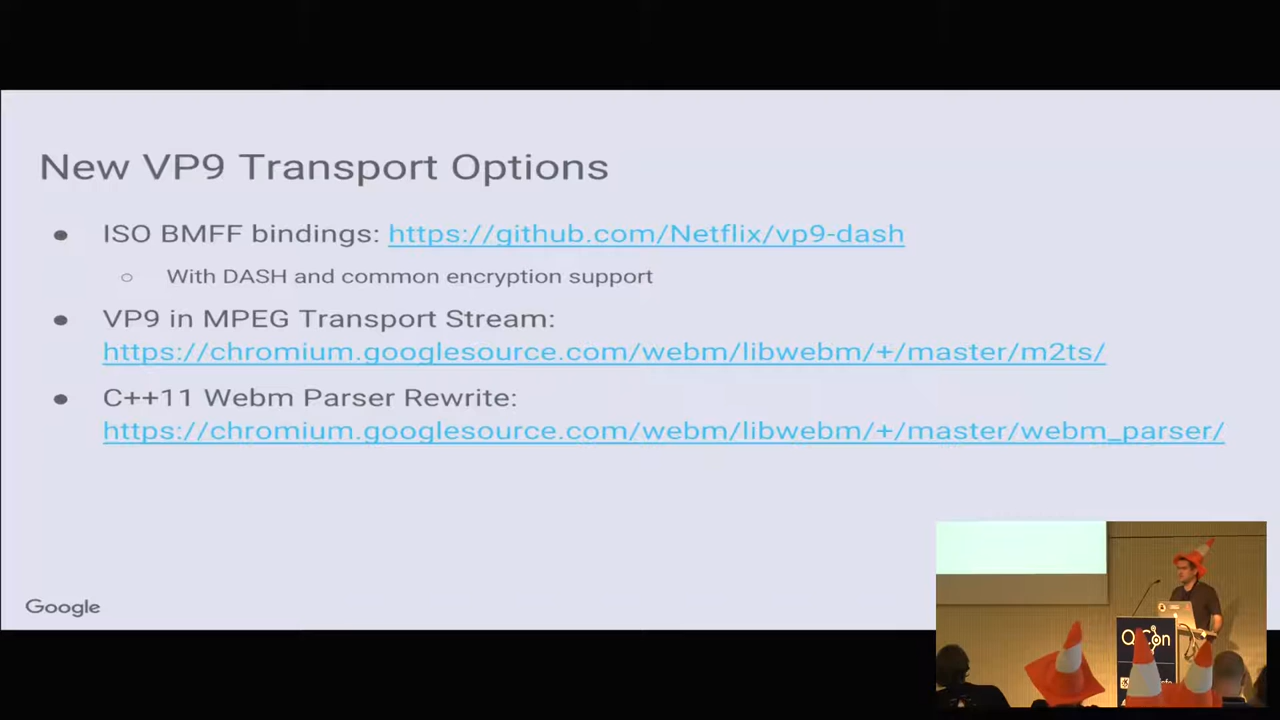 New VP9 Transport Options
● ISO BMFF bindings: https://github.com/Netflix/vp9-dash
○ With DASH and common encryption support
● VP9 in MPEG Transport Stream:
https://chromium.googlesource.com/webm/libwebm/+/master/m2ts/
● C++11 Webm Parser Rewrite:
https://chromium.googlesource.com/webm/libwebm/+/master/webm_parser/
Google